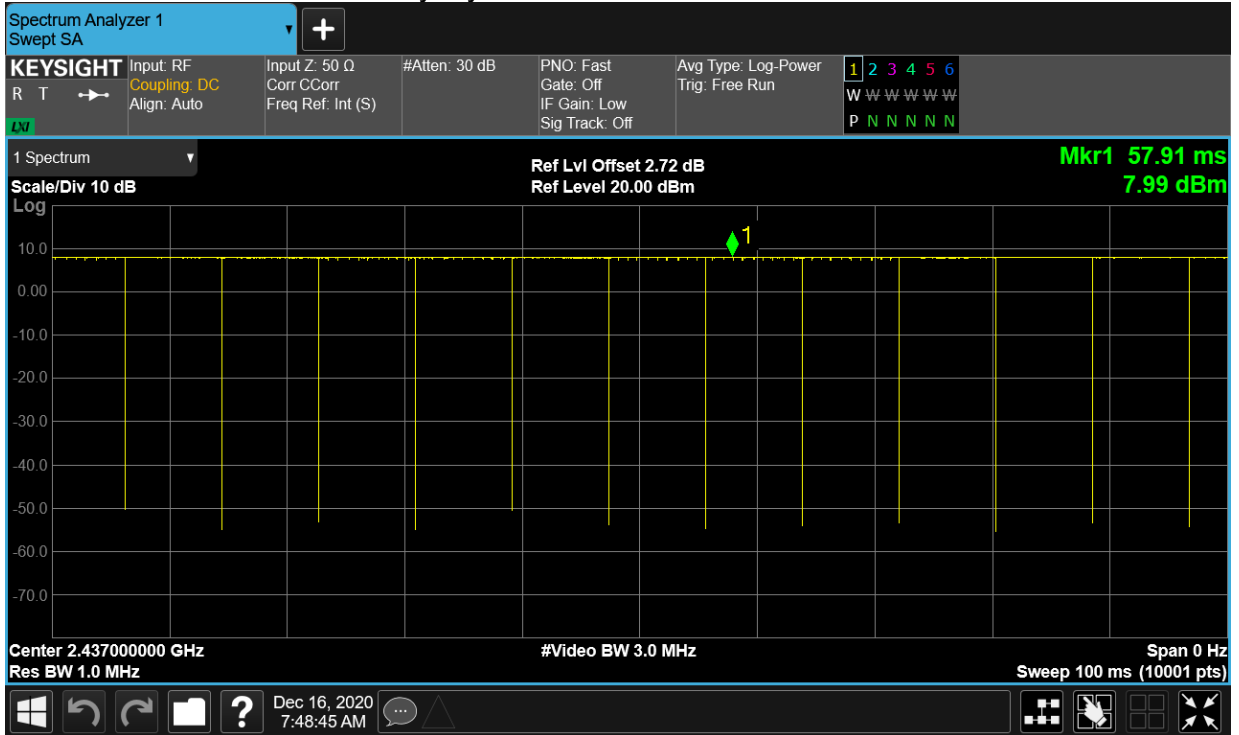 Spectrum Analyzer 1
Swept SA
KEYSIGHT
R T
LXI
Input: RF
Coupling: DC
Align: Auto
Input Z: 50 Ω
Corr CCorr
Freq Ref: Int (S)
#Atten: 30 dB
PNO: Fast
Gate: Off
IF Gain: Low
Sig Track: Off
Avg Type: Log-Power
Trig: Free Run
1 2 3 4 5 6
W W W W W W
P N N N N N
1 Spectrum
Scale/Div 10 dB
Ref Lvl Offset 2.72 dB
Ref Level 20.00 dBm
Mkr1 57.91 ms
7.99 dBm
Log
1
10.0
0.00
-10.0
-20.0
-30.0
-40.0
-50.0
-60.0
-70.0
Center 2.437000000 GHz
Res BW 1.0 MHz
#Video BW 3.0 MHz
Span 0 Hz
Sweep 100 ms (10001 pts)
?
Dec 16, 2020
7:48:45 AM